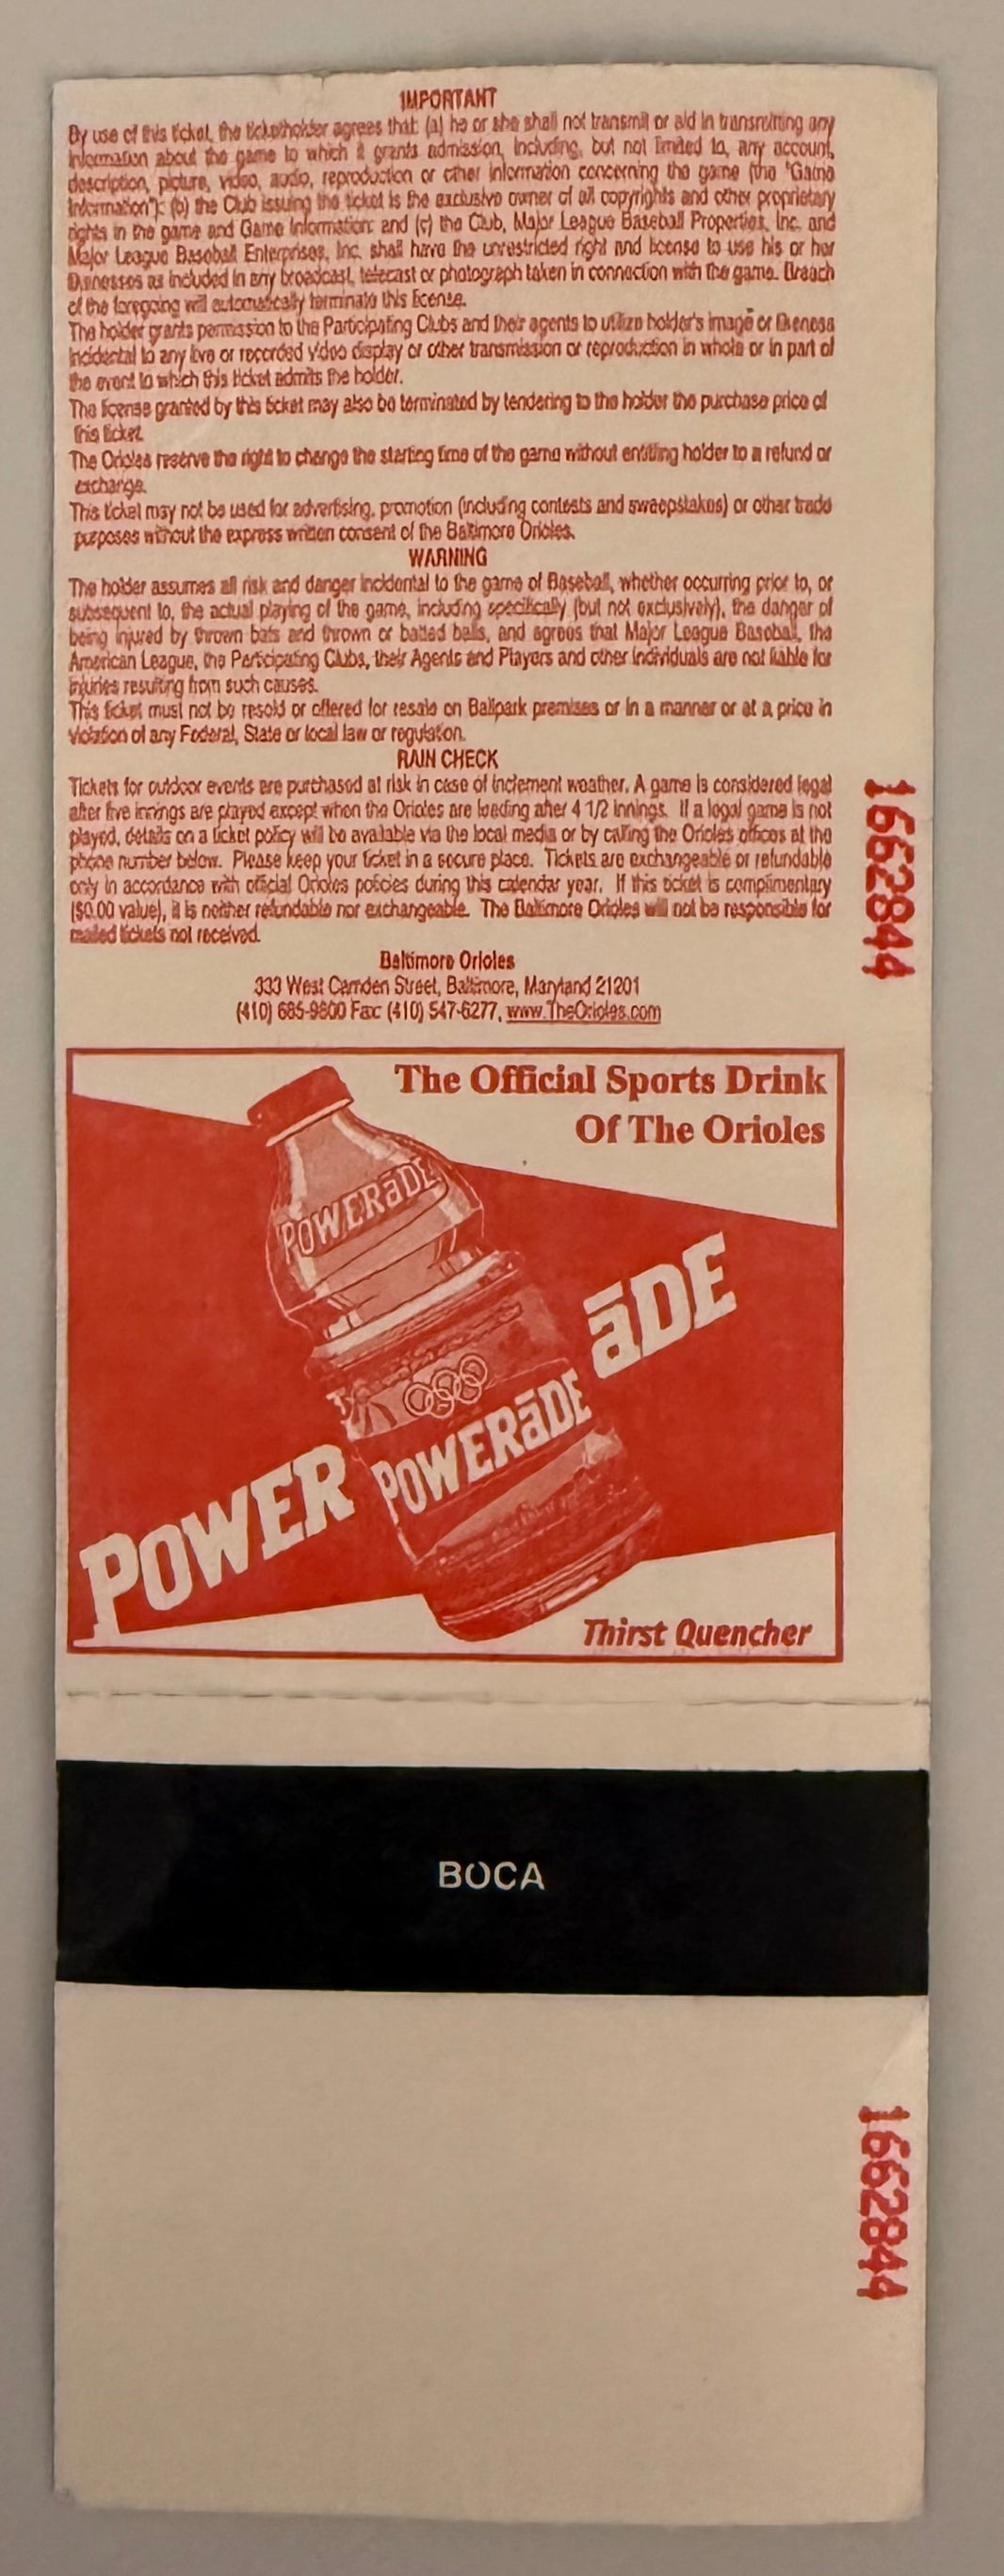 IMPORTANT
By use of this ticket, the ticketholder agrees that: (a) he or she shall not transmit or aid in transmitting any
information about the game to which it grants admission, including, but not limited to, any account,
description, picture, video, audio, reproduction or other information concerning the game (the "Game
Information"); (b) the Club issuing the ticket is the exclusive owner of all copyrights and other proprietary
rights in the game and Game Information; and (c) the Club, Major League Baseball Properties, Inc. and
Major League Baseball Enterprises, Inc. shall have the unrestricted right and license to use his or her
likenesses as included in any broadcast, telecast or photograph taken in connection with the game. Breach
of the foregoing will automatically terminate this license.
The holder grants permission to the Participating Clubs and their agents to utilize holder's image or likeness
incidental to any live or recorded video display or other transmission or reproduction in whole or in part of
the event to which this ticket admits the holder.
The license granted by this ticket may also be terminated by tendering to the holder the purchase price of
this ticket.
The Orioles reserve the right to change the starting time of the game without entitling holder to a refund or
exchange.
This ticket may not be used for advertising, promotion (including contests and sweepstakes) or other trade
purposes without the express written consent of the Baltimore Orioles.
WARNING
The holder assumes all risk and danger incidental to the game of Baseball, whether occurring prior to, or
subsequent to, the actual playing of the game, including specifically (but not exclusively), the danger of
being injured by thrown bats and thrown or batted balls, and agrees that Major League Baseball, the
American League, the Participating Clubs, their Agents and Players and other individuals are not liable for
injuries resulting from such causes.
This ticket must not be resold or offered for resale on Ballpark premises or in a manner or at a price in
violation of any Federal, State or local law or regulation.
RAIN CHECK
Tickets for outdoor events are purchased at risk in case of inclement weather. A game is considered legal
after five innings are played except when the Orioles are leading after 4 1/2 innings. If a legal game is not
played, details on a ticket policy will be available via the local media or by calling the Orioles offices at the
phone number below. Please keep your ticket in a secure place. Tickets are exchangeable or refundable
only in accordance with official Orioles policies during this calendar year. If this ticket is complimentary
($0.00 value), it is neither refundable nor exchangeable. The Baltimore Orioles will not be responsible for
mailed tickets not received.
Baltimore Orioles
333 West Camden Street, Baltimore, Maryland 21201
(410) 685-9800 Fax: (410) 547-6277, www.TheOrioles.com
1662844
The Official Sports Drink
Of The Orioles
POWERāDE
POWERāDE
POWERāDE
Thirst Quencher
BOCA
1662844